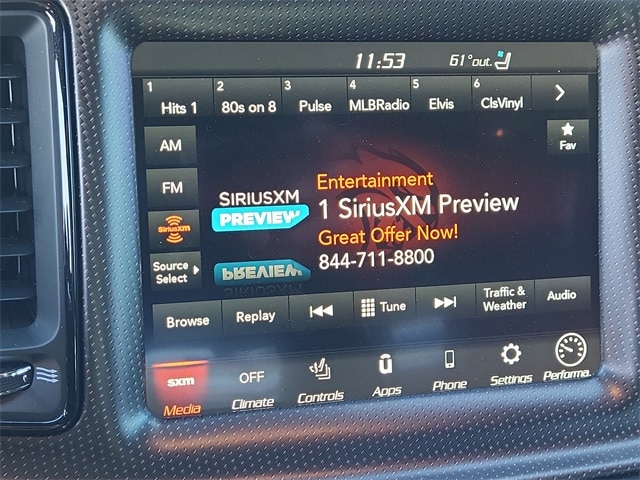 11:53 61° out.
1 Hits 1 2 80s on 8 3 Pulse 4 MLBRadio 5 Elvis 6 ClsVinyl
AM
Fav
FM
Entertainment
SIRIUSXM
PREVIEW
1 SiriusXM Preview
SiriusXM
Great Offer Now!
844-711-8800
Source
Select
Browse Replay Tune Traffic &
Weather Audio
sxm OFF
Media Climate Controls Apps Phone Settings Performa.